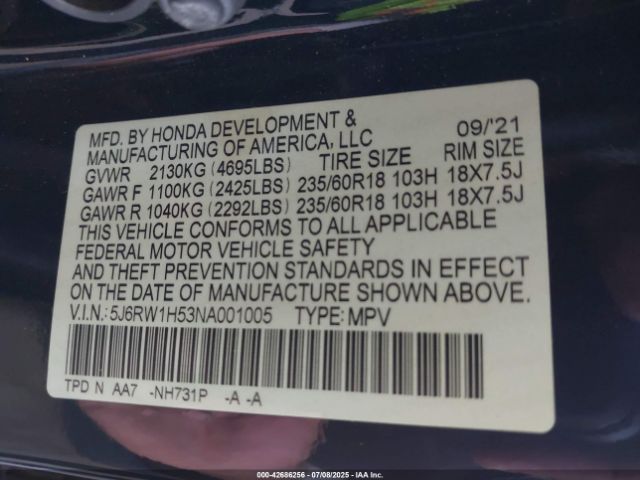 MFD. BY HONDA DEVELOPMENT &
MANUFACTURING OF AMERICA, LLC 09/'21
GVWR 2130KG (4695LBS) TIRE SIZE RIM SIZE
GAWR F 1100KG (2425LBS) 235/60R18 103H 18X7.5J
GAWR R 1040KG (2292LBS) 235/60R18 103H 18X7.5J
THIS VEHICLE CONFORMS TO ALL APPLICABLE
FEDERAL MOTOR VEHICLE SAFETY
AND THEFT PREVENTION STANDARDS IN EFFECT
ON THE DATE OF MANUFACTURE SHOWN ABOVE.
V.I.N.:5J6RW1H53NA001005 TYPE:MPV
TPD N AA7 -NH731P -A -A
000-42686256 - 07/08/2025 - IAA Inc.